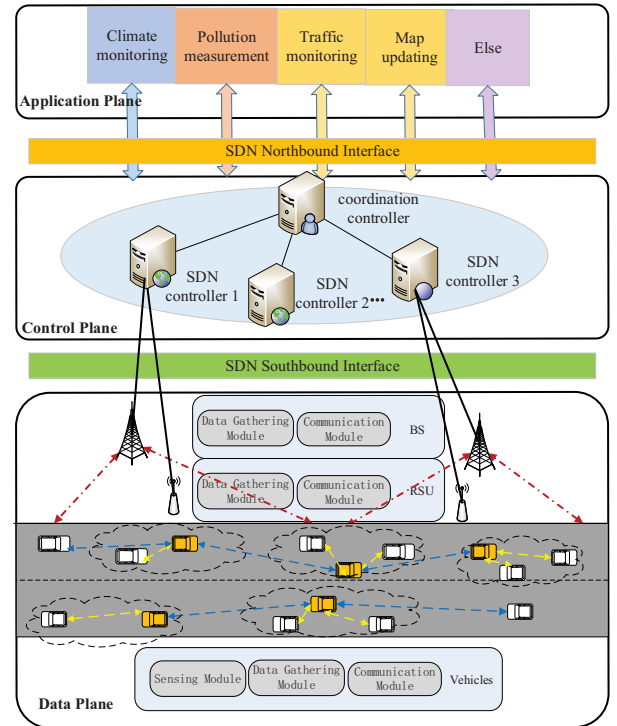 Climate
monitoring
Pollution
measurement
Traffic
monitoring
Map
updating
Else
Application Plane
SDN Northbound Interface
coordination
controller
SDN
controller 1
SDN
controller 2•••
SDN
controller 3
Control Plane
SDN Southbound Interface
Data Gathering
Module
Communication
Module
BS
Data Gathering
Module
Communication
Module
RSU
Sensing Module
Data Gathering
Module
Communication
Module
Vehicles
Data Plane